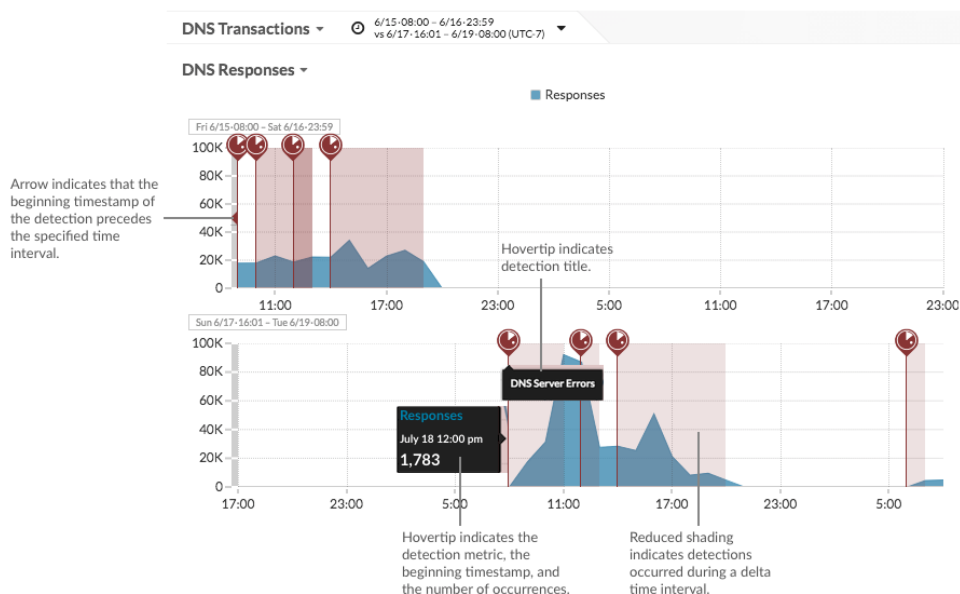 DNS Transactions
6/15·08:00 – 6/16·23:59
vs 6/17·16:01 – 6/19·08:00 (UTC-7)
DNS Responses
Responses
Fri 6/15·08:00 – Sat 6/16·23:59
100K
80K
60K
40K
20K
0
11:00 17:00 23:00 5:00 11:00 17:00 23:00
Arrow indicates that the
beginning timestamp of
the detection precedes
the specified time
interval.
Hovertip indicates
detection title.
Sun 6/17·16:01 – Tue 6/19·08:00
100K
80K
60K
40K
20K
0
DNS Server Errors
Responses
July 18 12:00 pm
1,783
17:00 23:00 5:00 11:00 17:00 23:00 5:00
Hovertip indicates the
detection metric, the
beginning timestamp, and
the number of occurrences.
Reduced shading
indicates detections
occurred during a delta
time interval.